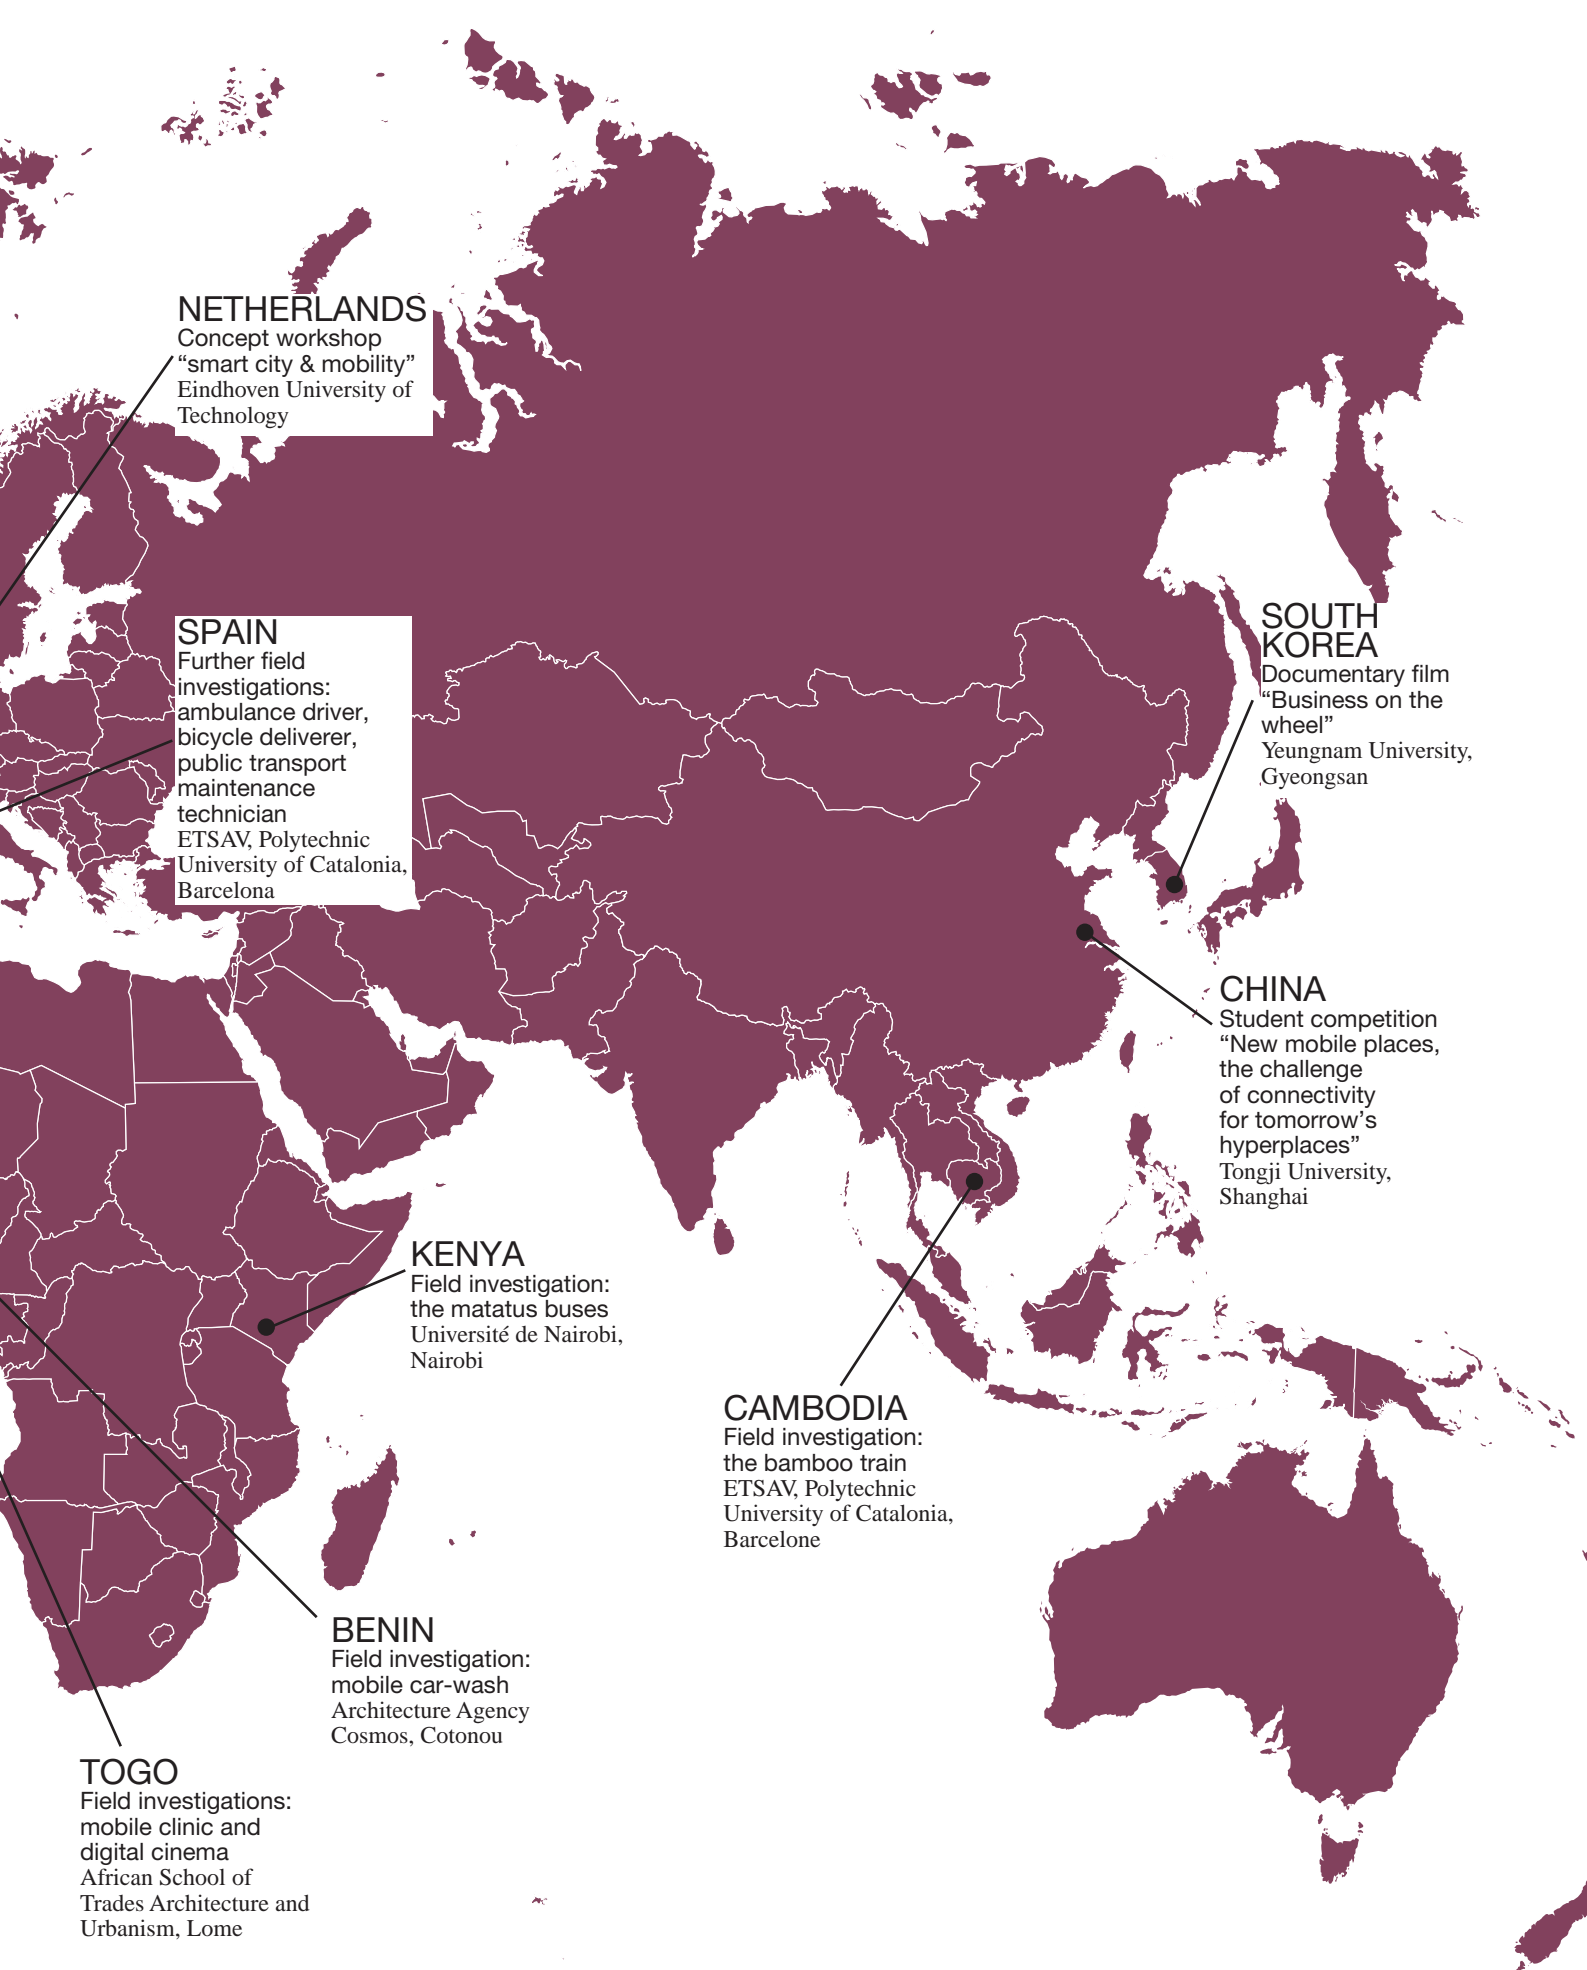 NETHERLANDS
Concept workshop
“smart city & mobility”
Eindhoven University of
Technology
SPAIN
Further field
investigations:
ambulance driver,
bicycle deliverer,
public transport
maintenance
technician
ETSAV, Polytechnic
University of Catalonia,
Barcelona
SOUTH
KOREA
Documentary film
“Business on the
wheel”
Yeungnam University,
Gyeongsan
CHINA
Student competition
“New mobile places,
the challenge
of connectivity
for tomorrow’s
hyperplaces”
Tongji University,
Shanghai
KENYA
Field investigation:
the matatus buses
Université de Nairobi,
Nairobi
CAMBODIA
Field investigation:
the bamboo train
ETSAV, Polytechnic
University of Catalonia,
Barcelone
BENIN
Field investigation:
mobile car-wash
Architecture Agency
Cosmos, Cotonou
TOGO
Field investigations:
mobile clinic and
digital cinema
African School of
Trades Architecture and
Urbanism, Lome